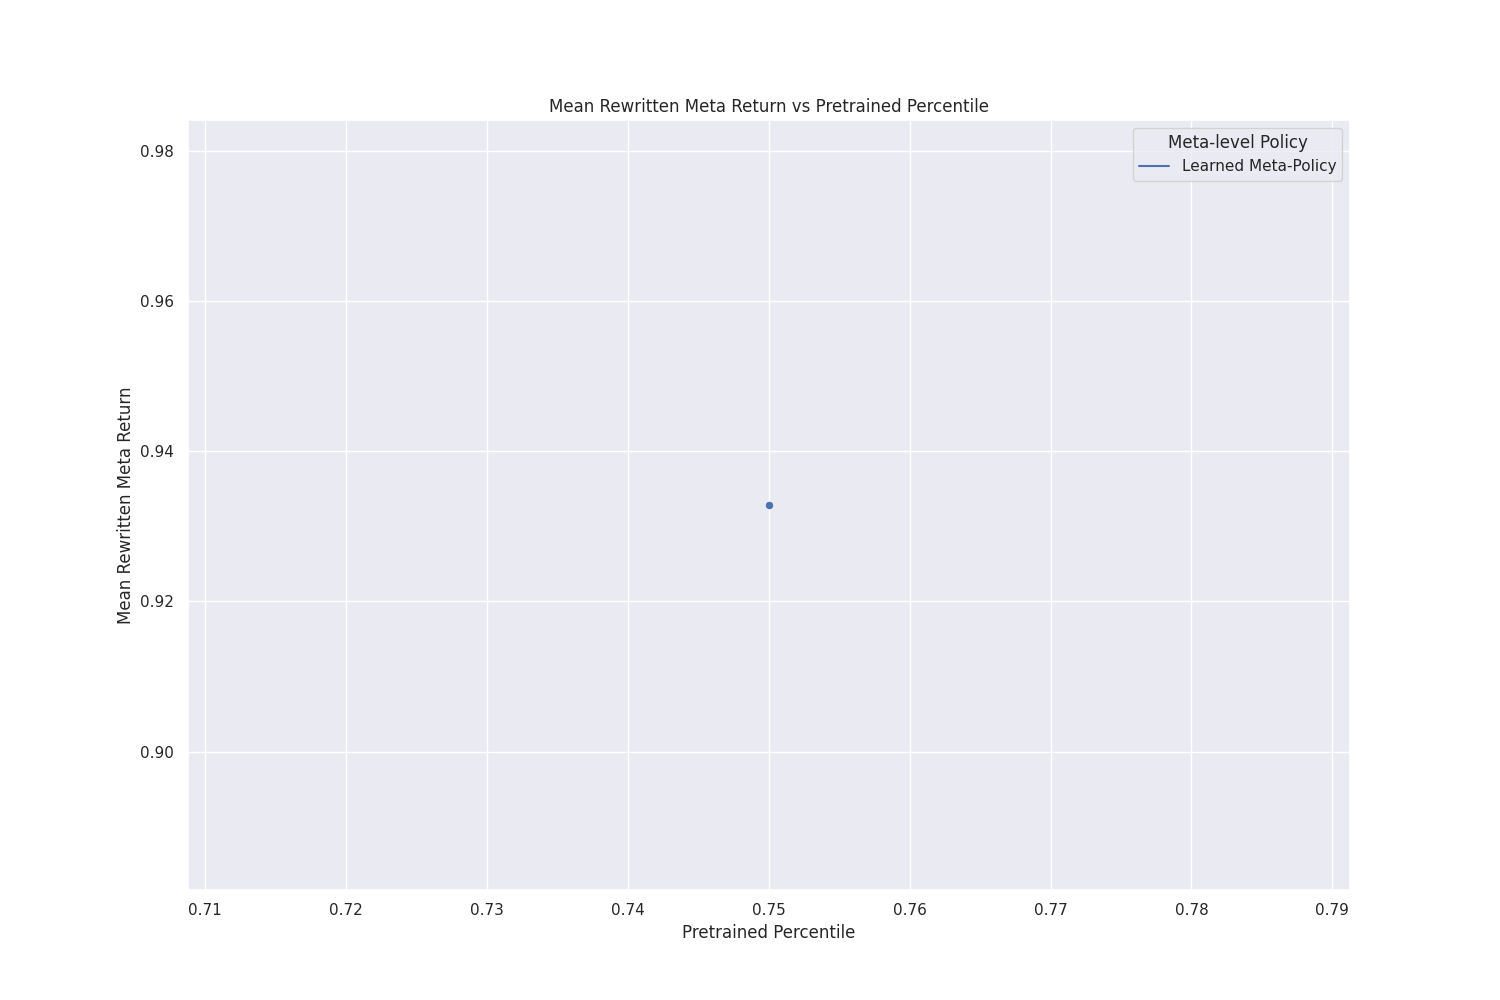 Mean Rewritten Meta Return vs Pretrained Percentile
Meta-level Policy
Learned Meta-Policy
0.98
0.96
0.94
0.92
0.90
Mean Rewritten Meta Return
0.71 0.72 0.73 0.74 0.75 0.76 0.77 0.78 0.79
Pretrained Percentile